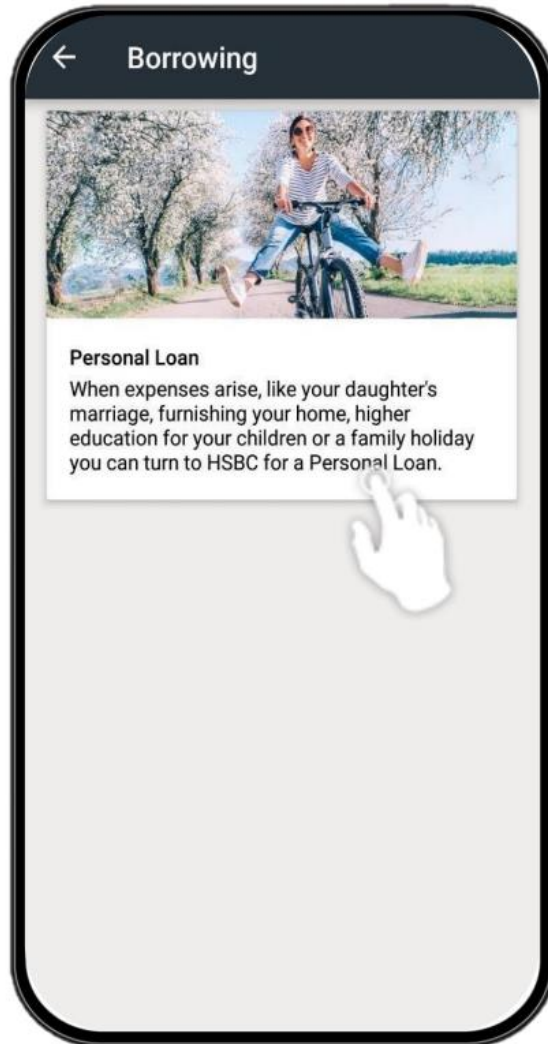 Borrowing
Personal Loan
When expenses arise, like your daughter's
marriage, furnishing your home, higher
education for your children or a family holiday
you can turn to HSBC for a Personal Loan.